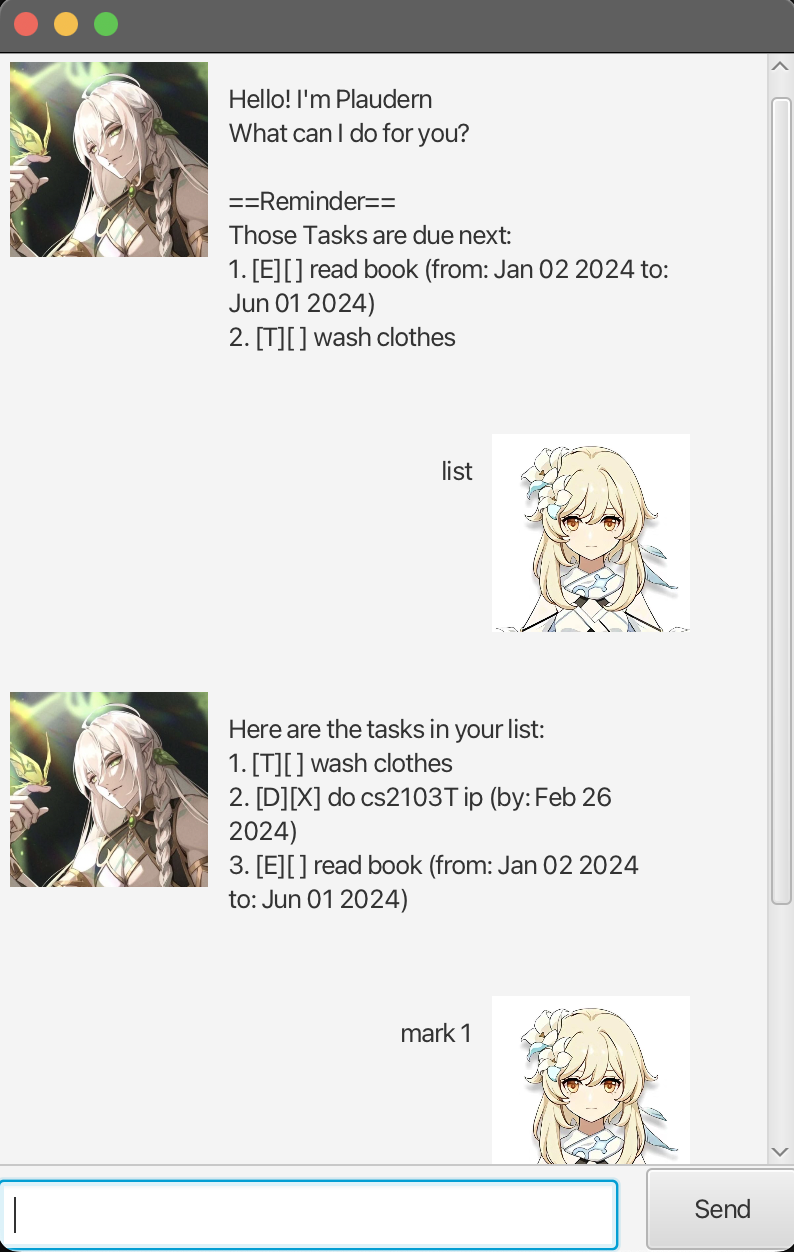 Hello! I'm Plaudern
What can I do for you?
==Reminder==
Those Tasks are due next:
1. [E][ ] read book (from: Jan 02 2024 to:
Jun 01 2024)
2. [T][ ] wash clothes
list
Here are the tasks in your list:
1. [T][ ] wash clothes
2. [D][X] do cs2103T ip (by: Feb 26
2024)
3. [E][ ] read book (from: Jan 02 2024
to: Jun 01 2024)
mark 1
Send